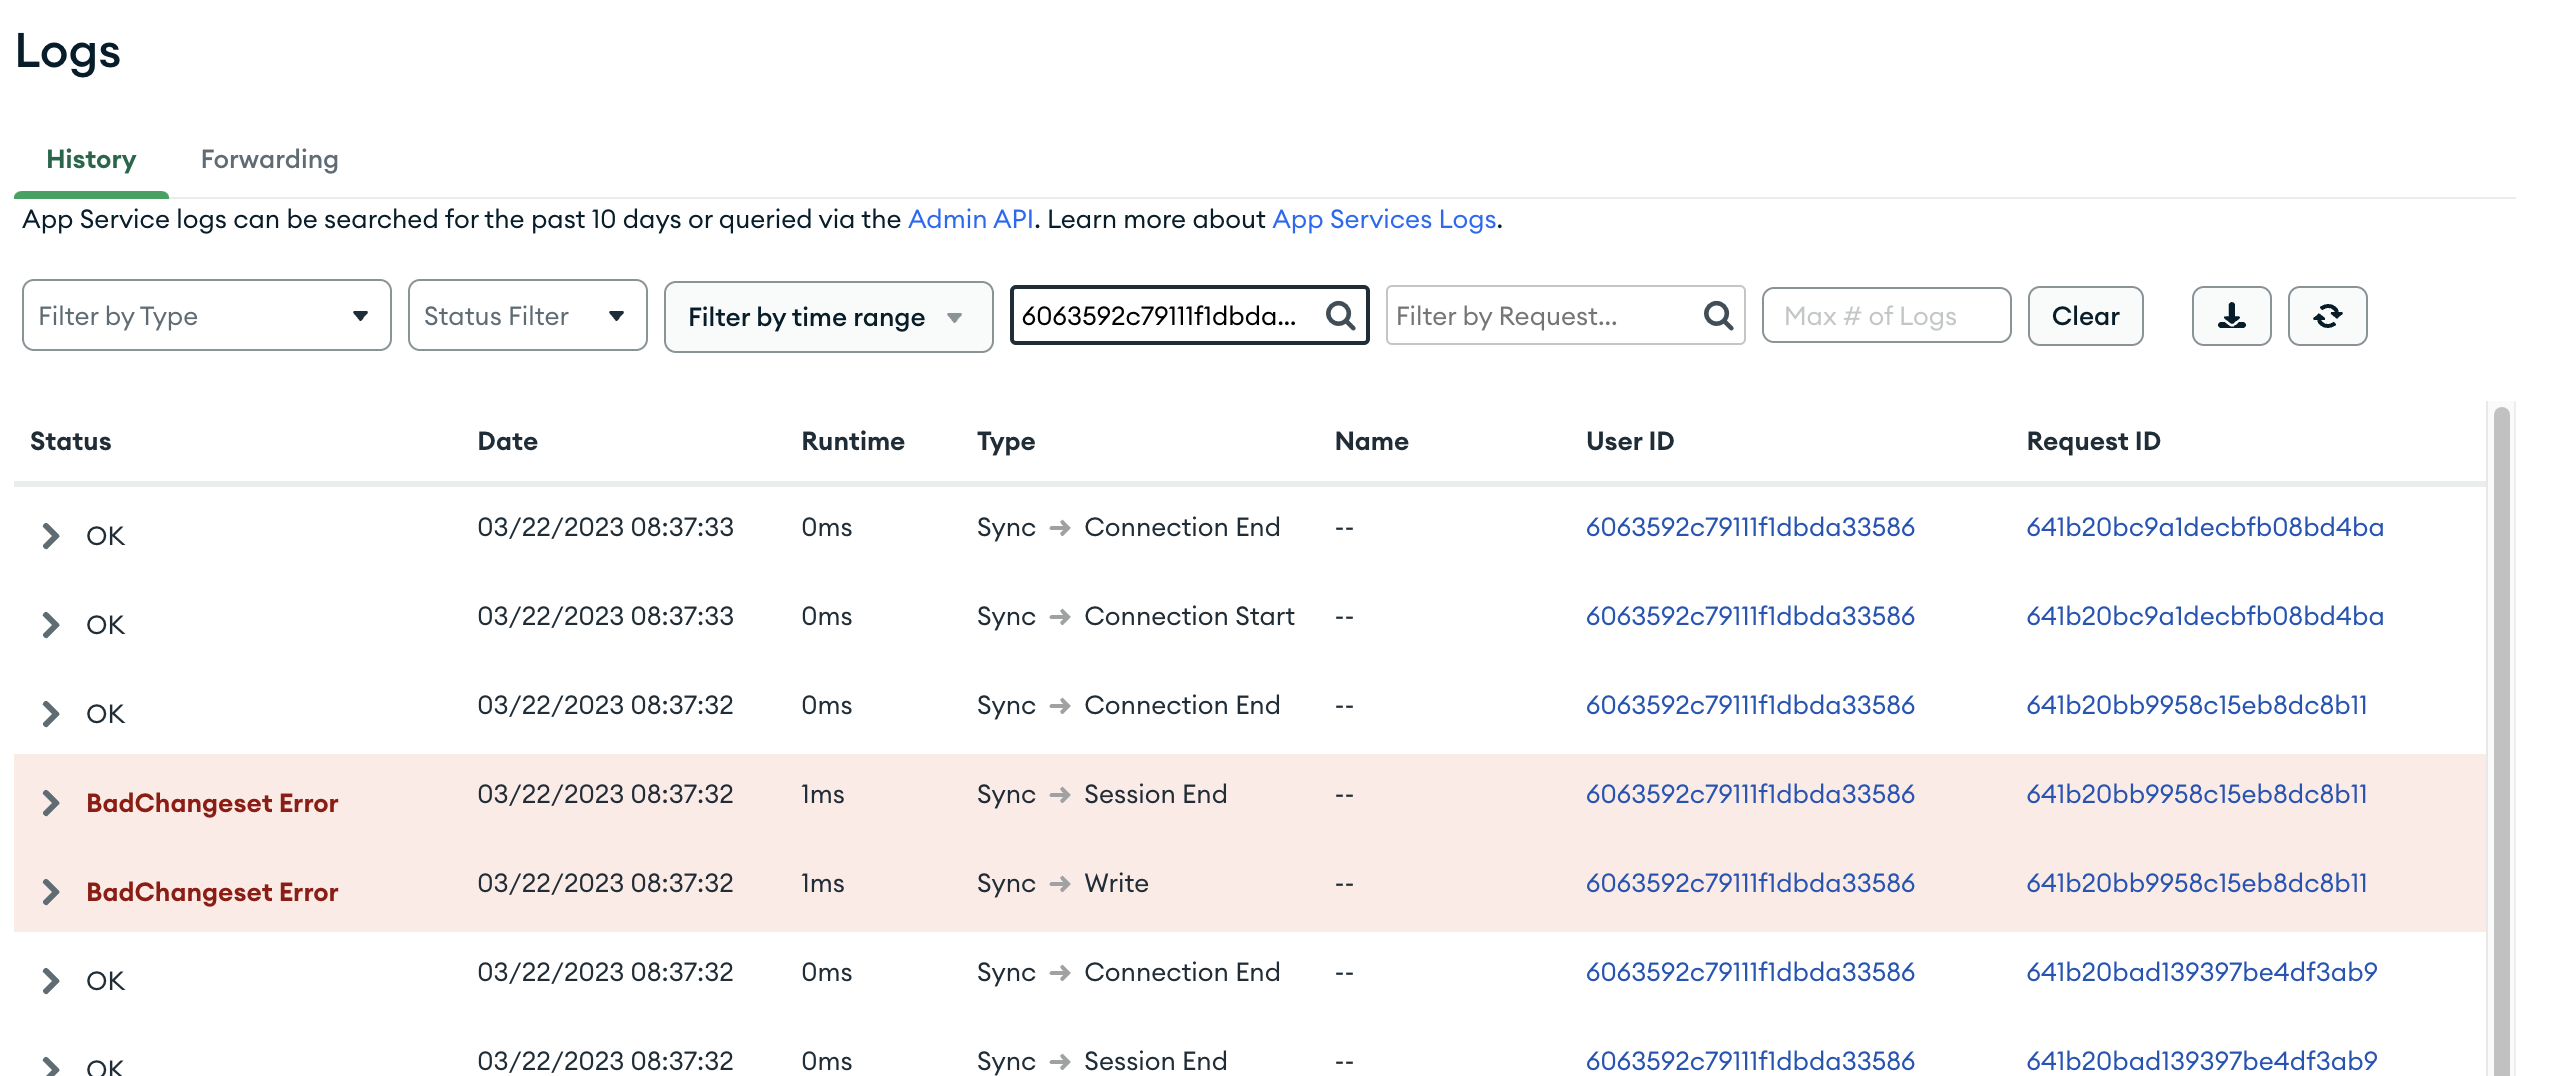 Logs
History Forwarding
App Service logs can be searched for the past 10 days or queried via the Admin API. Learn more about App Services Logs.
Filter by Type Status Filter Filter by time range 6063592c79111f1dbda... Filter by Request... Max # of Logs Clear
Status Date Runtime Type Name User ID Request ID
OK 03/22/2023 08:37:33 0ms Sync → Connection End -- 6063592c79111f1dbda33586 641b20bc9a1decbfb08bd4ba
OK 03/22/2023 08:37:33 0ms Sync → Connection Start -- 6063592c79111f1dbda33586 641b20bc9a1decbfb08bd4ba
OK 03/22/2023 08:37:32 0ms Sync → Connection End -- 6063592c79111f1dbda33586 641b20bb9958c15eb8dc8b11
BadChangeset Error 03/22/2023 08:37:32 1ms Sync → Session End -- 6063592c79111f1dbda33586 641b20bb9958c15eb8dc8b11
BadChangeset Error 03/22/2023 08:37:32 1ms Sync → Write -- 6063592c79111f1dbda33586 641b20bb9958c15eb8dc8b11
OK 03/22/2023 08:37:32 0ms Sync → Connection End -- 6063592c79111f1dbda33586 641b20bad139397be4df3ab9
OK 03/22/2023 08:37:32 0ms Sync → Session End -- 6063592c79111f1dbda33586 641b20bad139397be4df3ab9